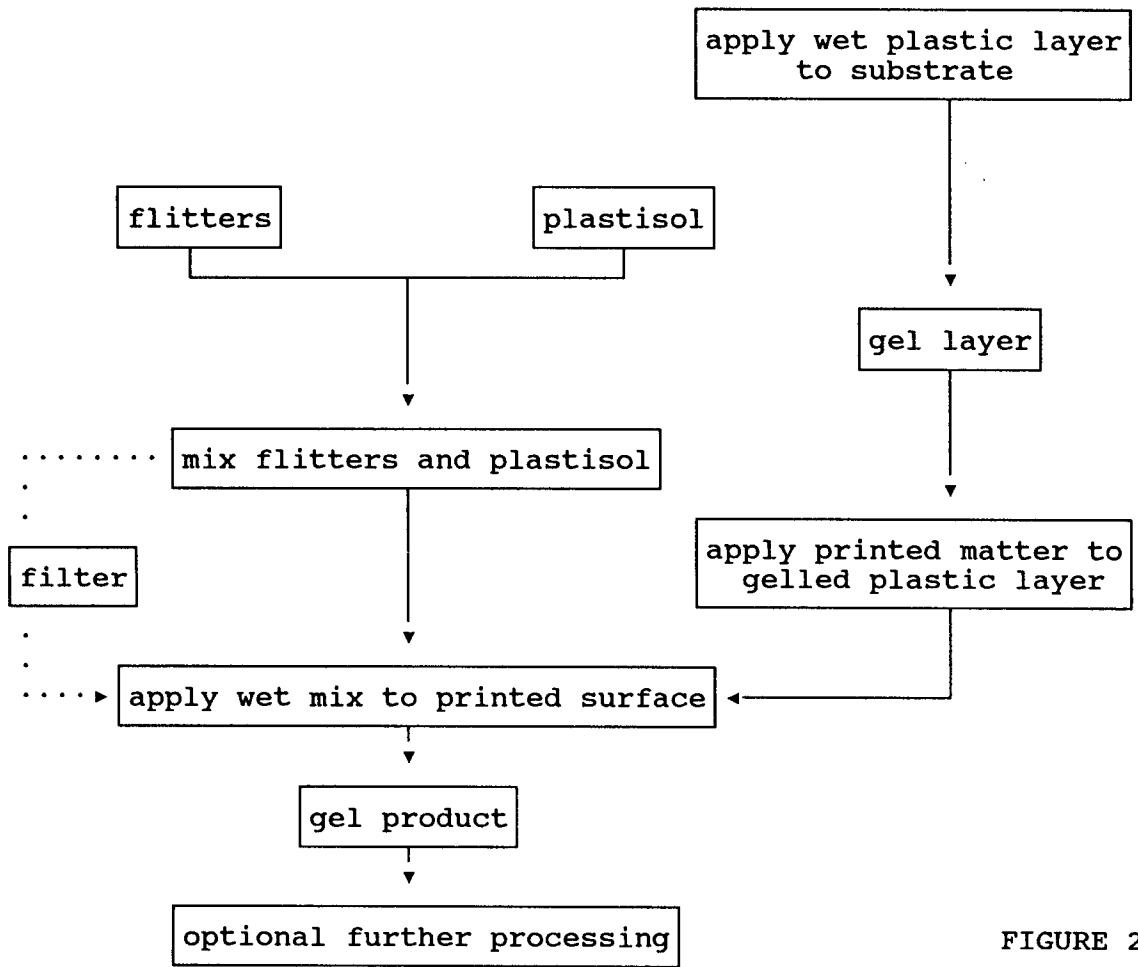 apply wet plastic layer
to substrate
flitters
plastisol
gel layer
mix flitters and plastisol
filter
apply printed matter to
gelled plastic layer
apply wet mix to printed surface
gel product
optional further processing
FIGURE 2